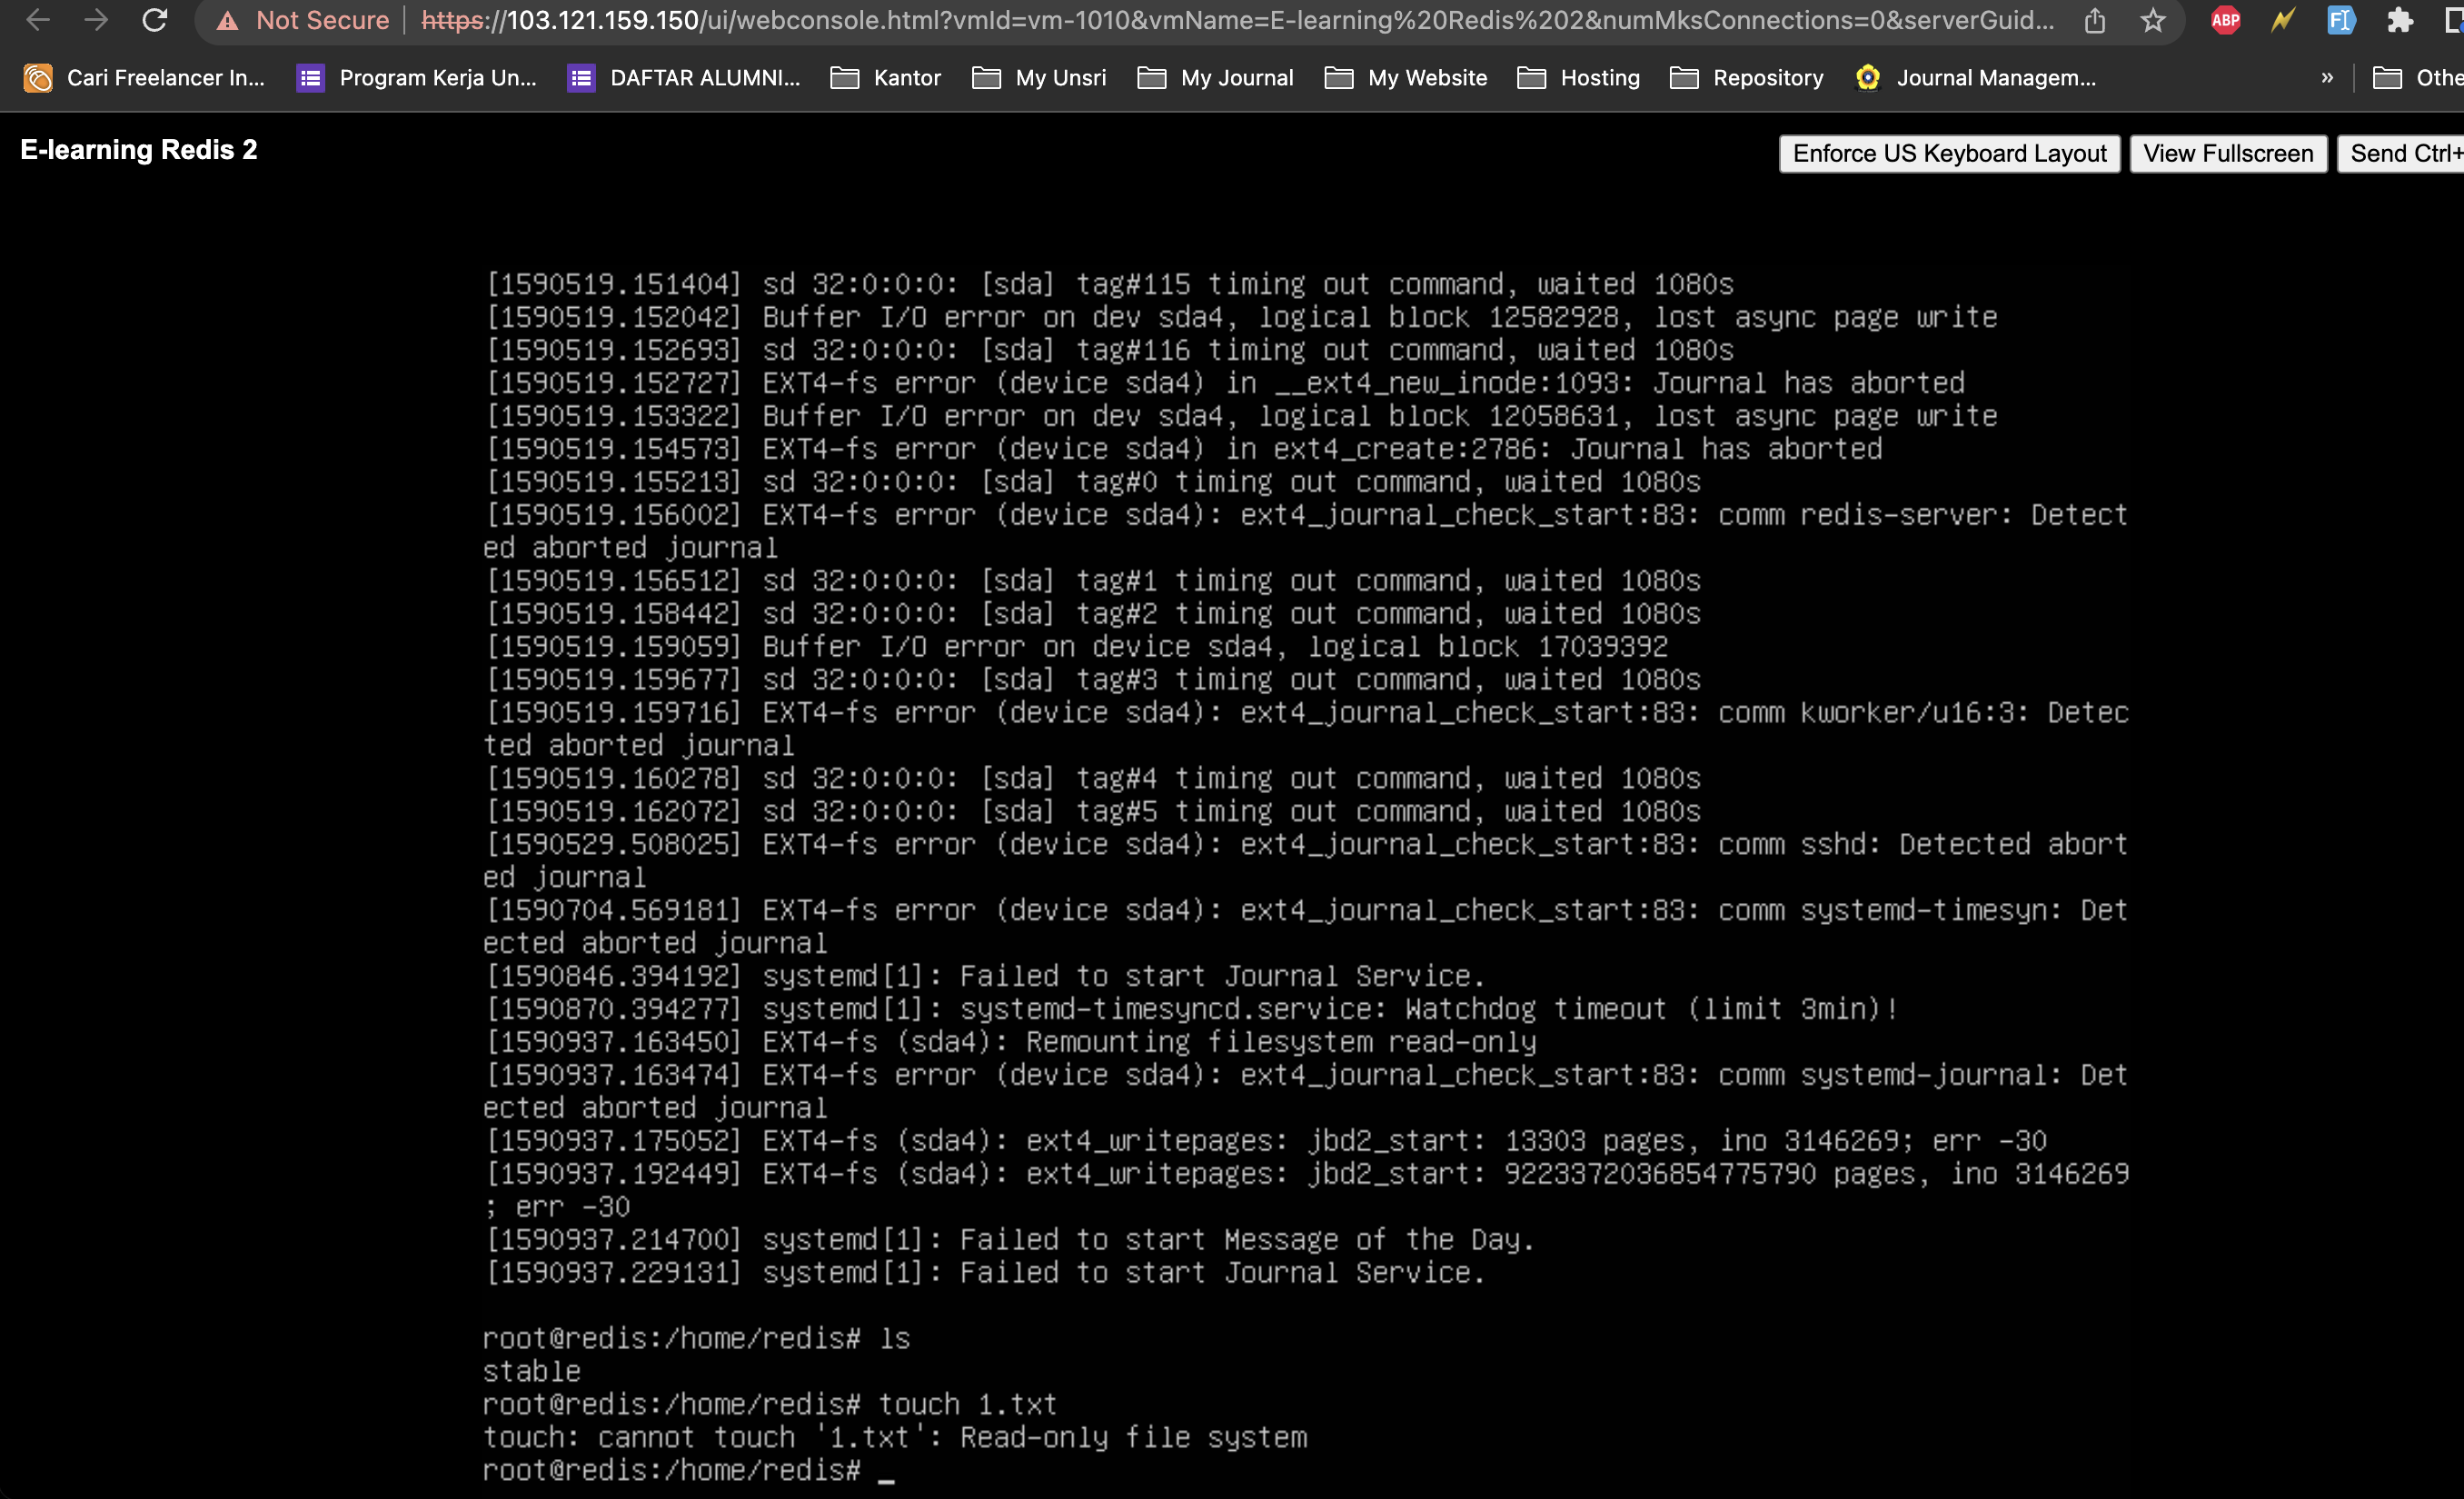 Not Secure | https://103.121.159.150/ui/webconsole.html?vmId=vm-1010&vmName=E-learning%20Redis%202&numMksConnections=0&serverGuid...
ABP
Cari Freelancer In... Program Kerja Un... DAFTAR ALUMNI... Kantor My Unsri My Journal My Website Hosting Repository Journal Managem... » Othe
E-learning Redis 2
Enforce US Keyboard Layout View Fullscreen Send Ctrl+
[1590519.151404] sd 32:0:0:0: [sda] tag#115 timing out command, waited 1080s
[1590519.152042] Buffer I/O error on dev sda4, logical block 12582928, lost async page write
[1590519.152693] sd 32:0:0:0: [sda] tag#116 timing out command, waited 1080s
[1590519.152727] EXT4-fs error (device sda4) in __ext4_new_inode:1093: Journal has aborted
[1590519.153322] Buffer I/O error on dev sda4, logical block 12058631, lost async page write
[1590519.154573] EXT4-fs error (device sda4) in ext4_create:2786: Journal has aborted
[1590519.155213] sd 32:0:0:0: [sda] tag#0 timing out command, waited 1080s
[1590519.156002] EXT4-fs error (device sda4): ext4_journal_check_start:83: comm redis-server: Detect
ed aborted journal
[1590519.156512] sd 32:0:0:0: [sda] tag#1 timing out command, waited 1080s
[1590519.158442] sd 32:0:0:0: [sda] tag#2 timing out command, waited 1080s
[1590519.159059] Buffer I/O error on device sda4, logical block 17039392
[1590519.159677] sd 32:0:0:0: [sda] tag#3 timing out command, waited 1080s
[1590519.159716] EXT4-fs error (device sda4): ext4_journal_check_start:83: comm kworker/u16:3: Detec
ted aborted journal
[1590519.160278] sd 32:0:0:0: [sda] tag#4 timing out command, waited 1080s
[1590519.162072] sd 32:0:0:0: [sda] tag#5 timing out command, waited 1080s
[1590529.508025] EXT4-fs error (device sda4): ext4_journal_check_start:83: comm sshd: Detected abort
ed journal
[1590704.569181] EXT4-fs error (device sda4): ext4_journal_check_start:83: comm systemd-timesyn: Det
ected aborted journal
[1590846.394192] systemd[1]: Failed to start Journal Service.
[1590870.394277] systemd[1]: systemd-timesyncd.service: Watchdog timeout (limit 3min)!
[1590937.163450] EXT4-fs (sda4): Remounting filesystem read-only
[1590937.163474] EXT4-fs error (device sda4): ext4_journal_check_start:83: comm systemd-journal: Det
ected aborted journal
[1590937.175052] EXT4-fs (sda4): ext4_writepages: jbd2_start: 13303 pages, ino 3146269; err -30
[1590937.192449] EXT4-fs (sda4): ext4_writepages: jbd2_start: 9223372036854775790 pages, ino 3146269
; err -30
[1590937.214700] systemd[1]: Failed to start Message of the Day.
[1590937.229131] systemd[1]: Failed to start Journal Service.
root@redis:/home/redis# ls
stable
root@redis:/home/redis# touch 1.txt
touch: cannot touch '1.txt': Read-only file system
root@redis:/home/redis# _